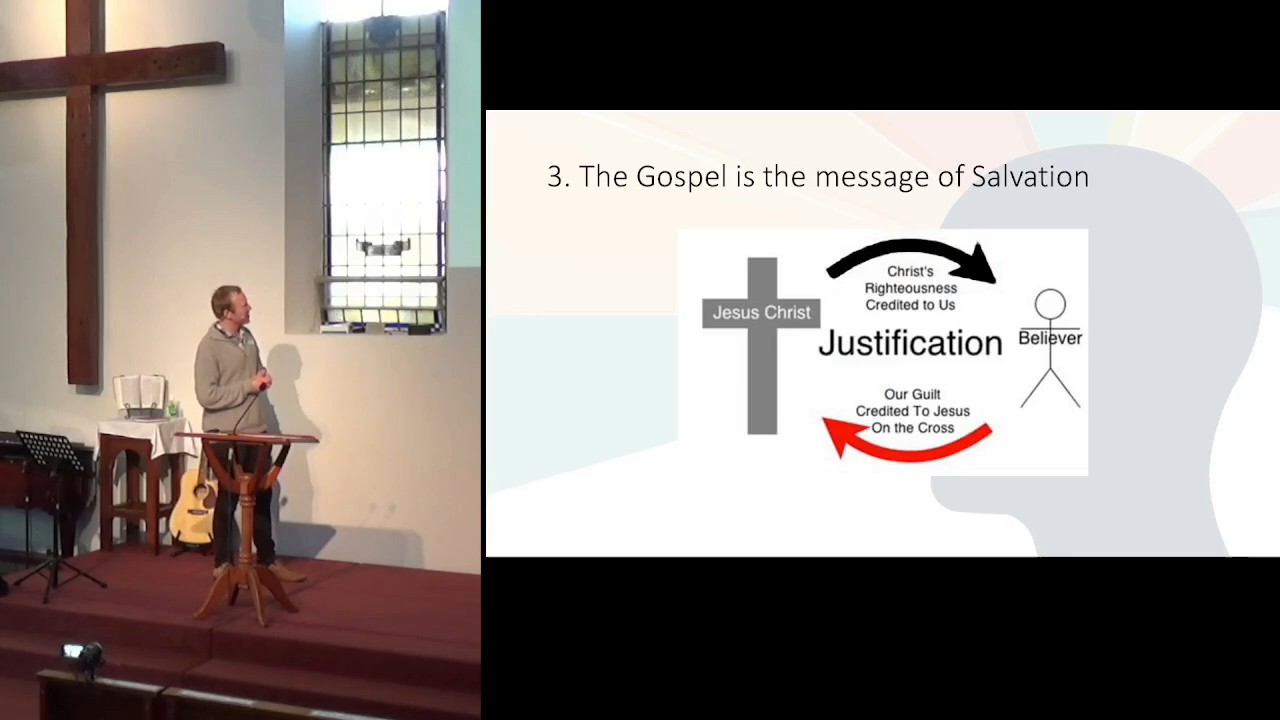 3. The Gospel is the message of Salvation
Christ's
Righteousness
Credited to Us
Jesus Christ
Justification
Believer
Our Guilt
Credited To Jesus
On the Cross